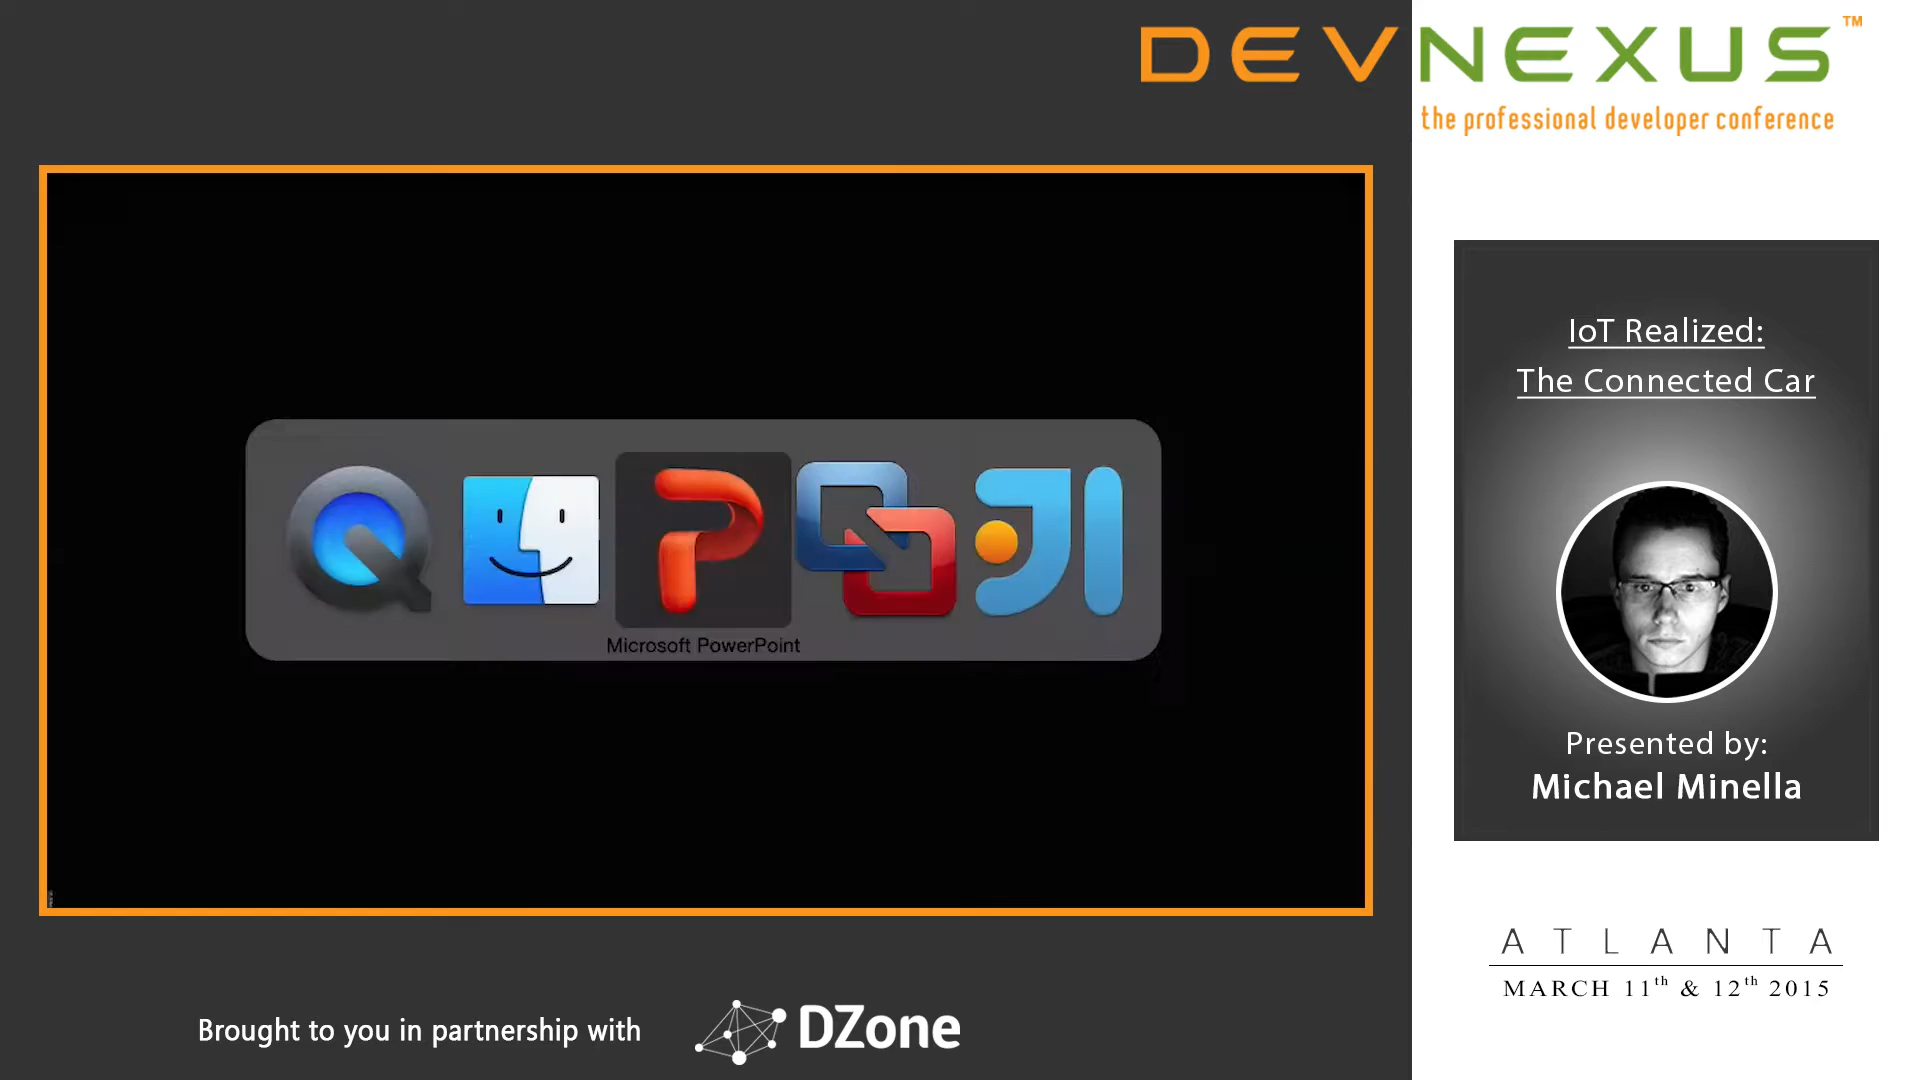 DEVNEXUS™
the professional developer conference
IoT Realized:
The Connected Car
Microsoft PowerPoint
Presented by:
Michael Minella
ATLANTA
MARCH 11th & 12th 2015
Brought to you in partnership with
DZone